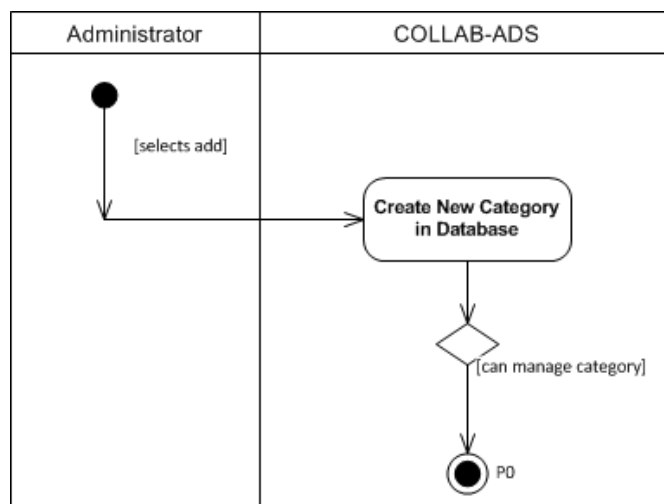 Administrator
COLLAB-ADS
[selects add]
Create New Category
in Database
[can manage category]
P0